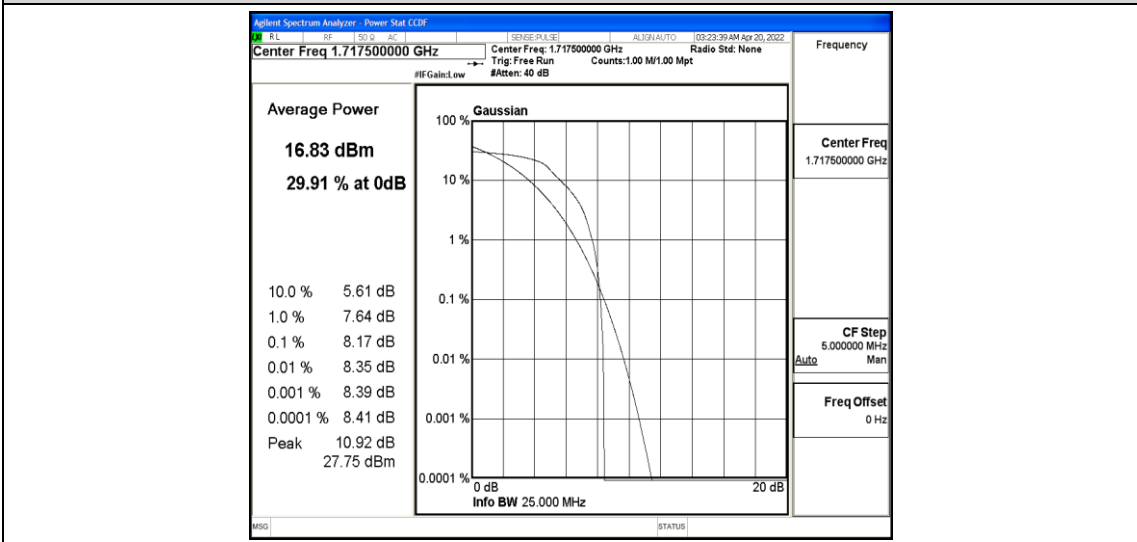 Agilent Spectrum Analyzer - Power Stat CCDF
LXI RL RF 50 Ω AC SENSE:PULSE ALIGNAUTO 03:23:39 AM Apr 20, 2022
Center Freq 1.717500000 GHz
Center Freq: 1.717500000 GHz Radio Std: None
Trig: Free Run Counts:1.00 M/1.00 Mpt
#IFGain:Low #Atten: 40 dB
Frequency
Average Power
16.83 dBm
29.91 % at 0dB
10.0 % 5.61 dB
1.0 % 7.64 dB
0.1 % 8.17 dB
0.01 % 8.35 dB
0.001 % 8.39 dB
0.0001 % 8.41 dB
Peak 10.92 dB
27.75 dBm
Gaussian
100 %
10 %
1 %
0.1 %
0.01 %
0.001 %
0.0001 %
0 dB 20 dB
Info BW 25.000 MHz
Center Freq
1.717500000 GHz
CF Step
5.000000 MHz
Auto Man
Freq Offset
0 Hz
MSG STATUS